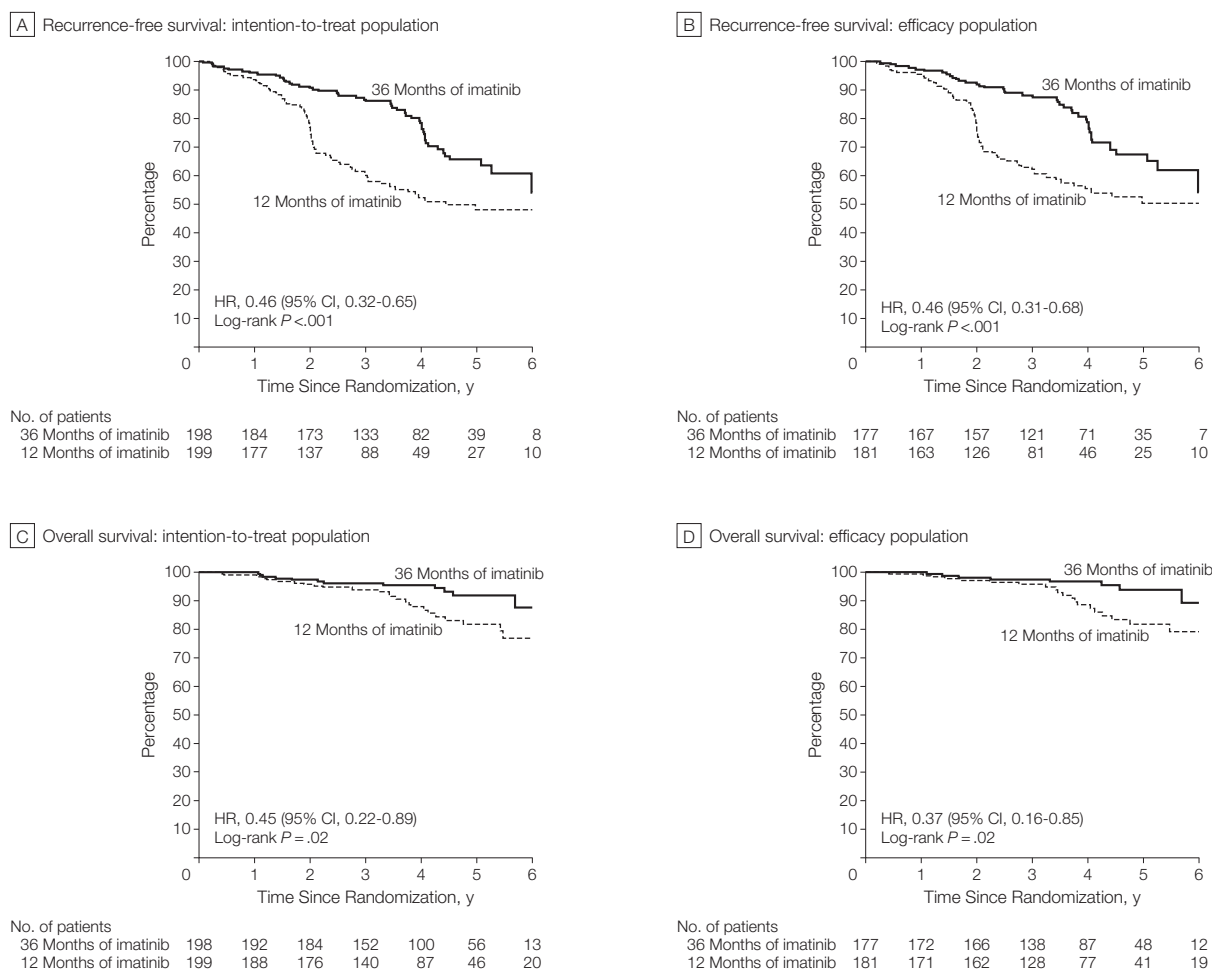 A Recurrence-free survival: intention-to-treat population
100
90
80
70
60
50
40
30
20
10
0
Percentage
36 Months of imatinib
12 Months of imatinib
HR, 0.46 (95% CI, 0.32-0.65)
Log-rank P <.001
1 2 3 4 5 6
Time Since Randomization, y
No. of patients
36 Months of imatinib 198 184 173 133 82 39 8
12 Months of imatinib 199 177 137 88 49 27 10
B Recurrence-free survival: efficacy population
100
90
80
70
60
50
40
30
20
10
0
Percentage
36 Months of imatinib
12 Months of imatinib
HR, 0.46 (95% CI, 0.31-0.68)
Log-rank P <.001
1 2 3 4 5 6
Time Since Randomization, y
No. of patients
36 Months of imatinib 177 167 157 121 71 35 7
12 Months of imatinib 181 163 126 81 46 25 10
C Overall survival: intention-to-treat population
100
90
80
70
60
50
40
30
20
10
0
Percentage
36 Months of imatinib
12 Months of imatinib
HR, 0.45 (95% CI, 0.22-0.89)
Log-rank P = .02
1 2 3 4 5 6
Time Since Randomization, y
No. of patients
36 Months of imatinib 198 192 184 152 100 56 13
12 Months of imatinib 199 188 176 140 87 46 20
D Overall survival: efficacy population
100
90
80
70
60
50
40
30
20
10
0
Percentage
36 Months of imatinib
12 Months of imatinib
HR, 0.37 (95% CI, 0.16-0.85)
Log-rank P = .02
1 2 3 4 5 6
Time Since Randomization, y
No. of patients
36 Months of imatinib 177 172 166 138 87 48 12
12 Months of imatinib 181 171 162 128 77 41 19